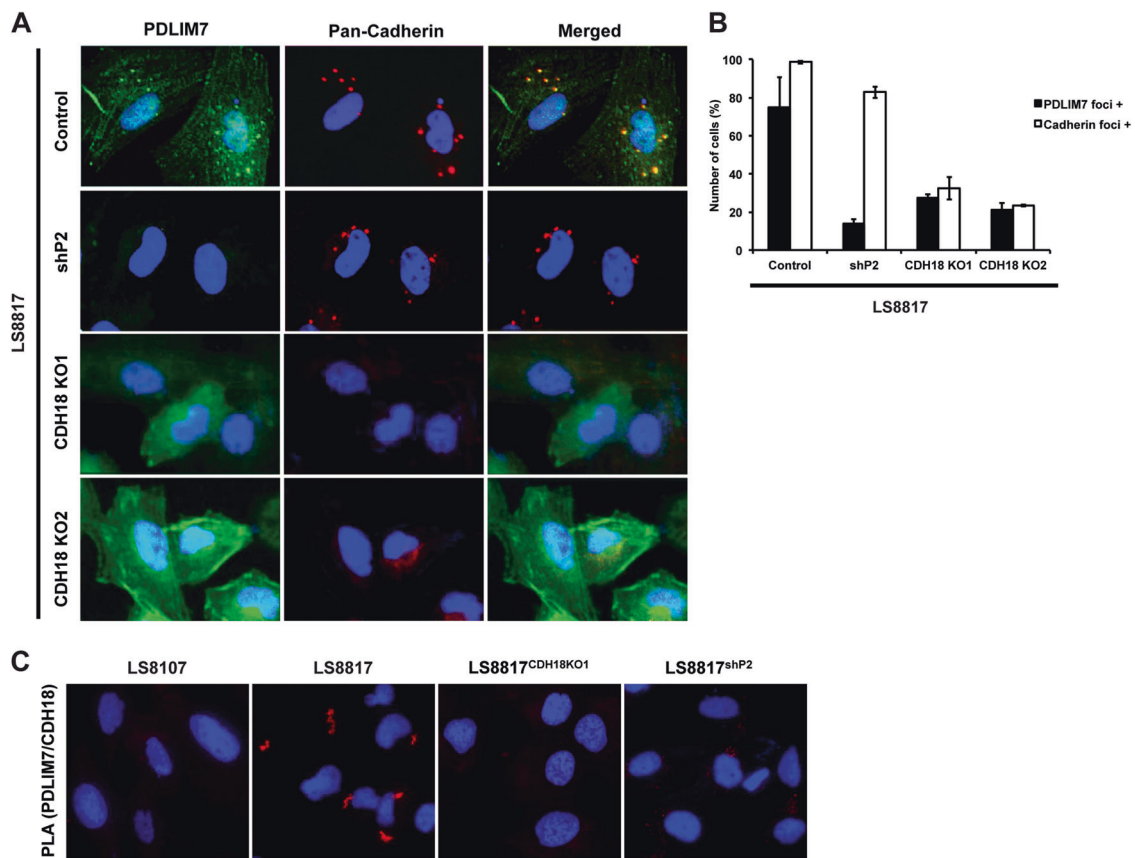 A
PDLIM7 Pan-Cadherin Merged
LS8817
Control
shP2
CDH18 KO1
CDH18 KO2
B
Number of cells (%)
100
80
60
40
20
0
Control shP2 CDH18 KO1 CDH18 KO2
LS8817
PDLIM7 foci +
Cadherin foci +
C
LS8107 LS8817 LS8817CDH18KO1 LS8817shP2
PLA (PDLIM7/CDH18)